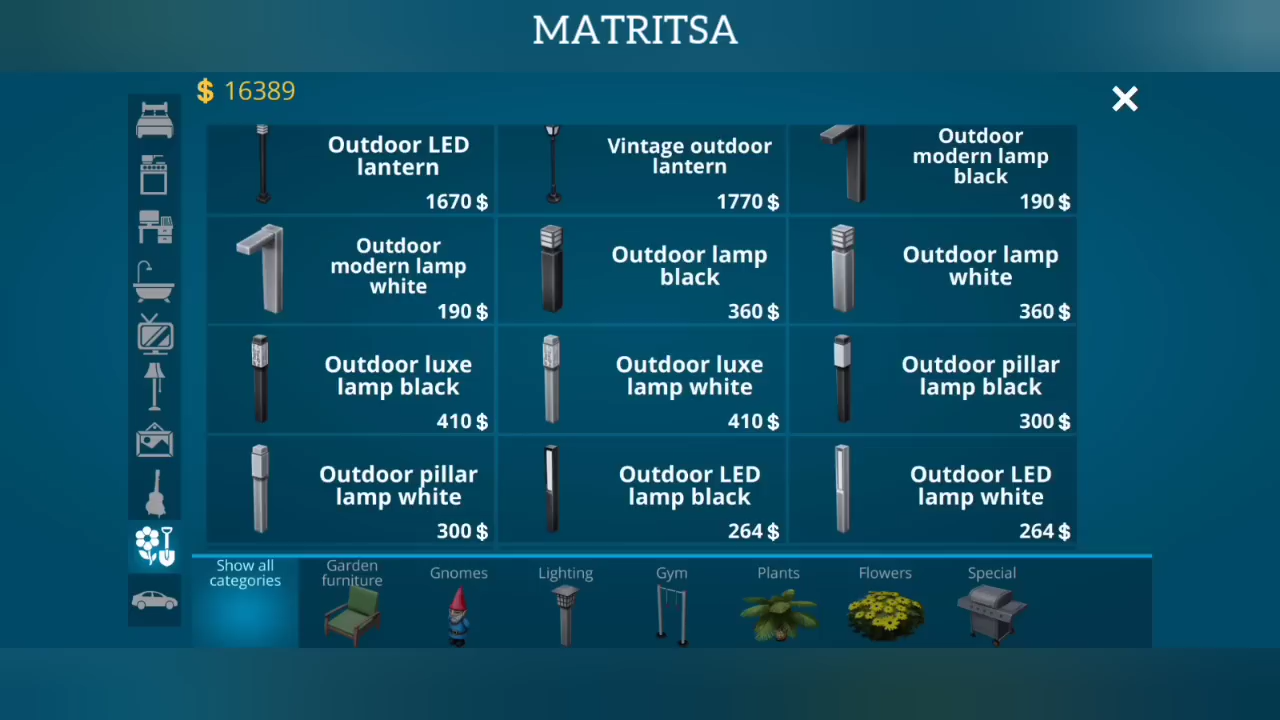 MATRITSA
$ 16389
Outdoor LED
lantern
1670 $
Vintage outdoor
lantern
1770 $
Outdoor
modern lamp
black
190 $
Outdoor
modern lamp
white
190 $
Outdoor lamp
black
360 $
Outdoor lamp
white
360 $
Outdoor luxe
lamp black
410 $
Outdoor luxe
lamp white
410 $
Outdoor pillar
lamp black
300 $
Outdoor pillar
lamp white
300 $
Outdoor LED
lamp black
264 $
Outdoor LED
lamp white
264 $
Show all
categories
Garden
furniture
Gnomes
Lighting
Gym
Plants
Flowers
Special